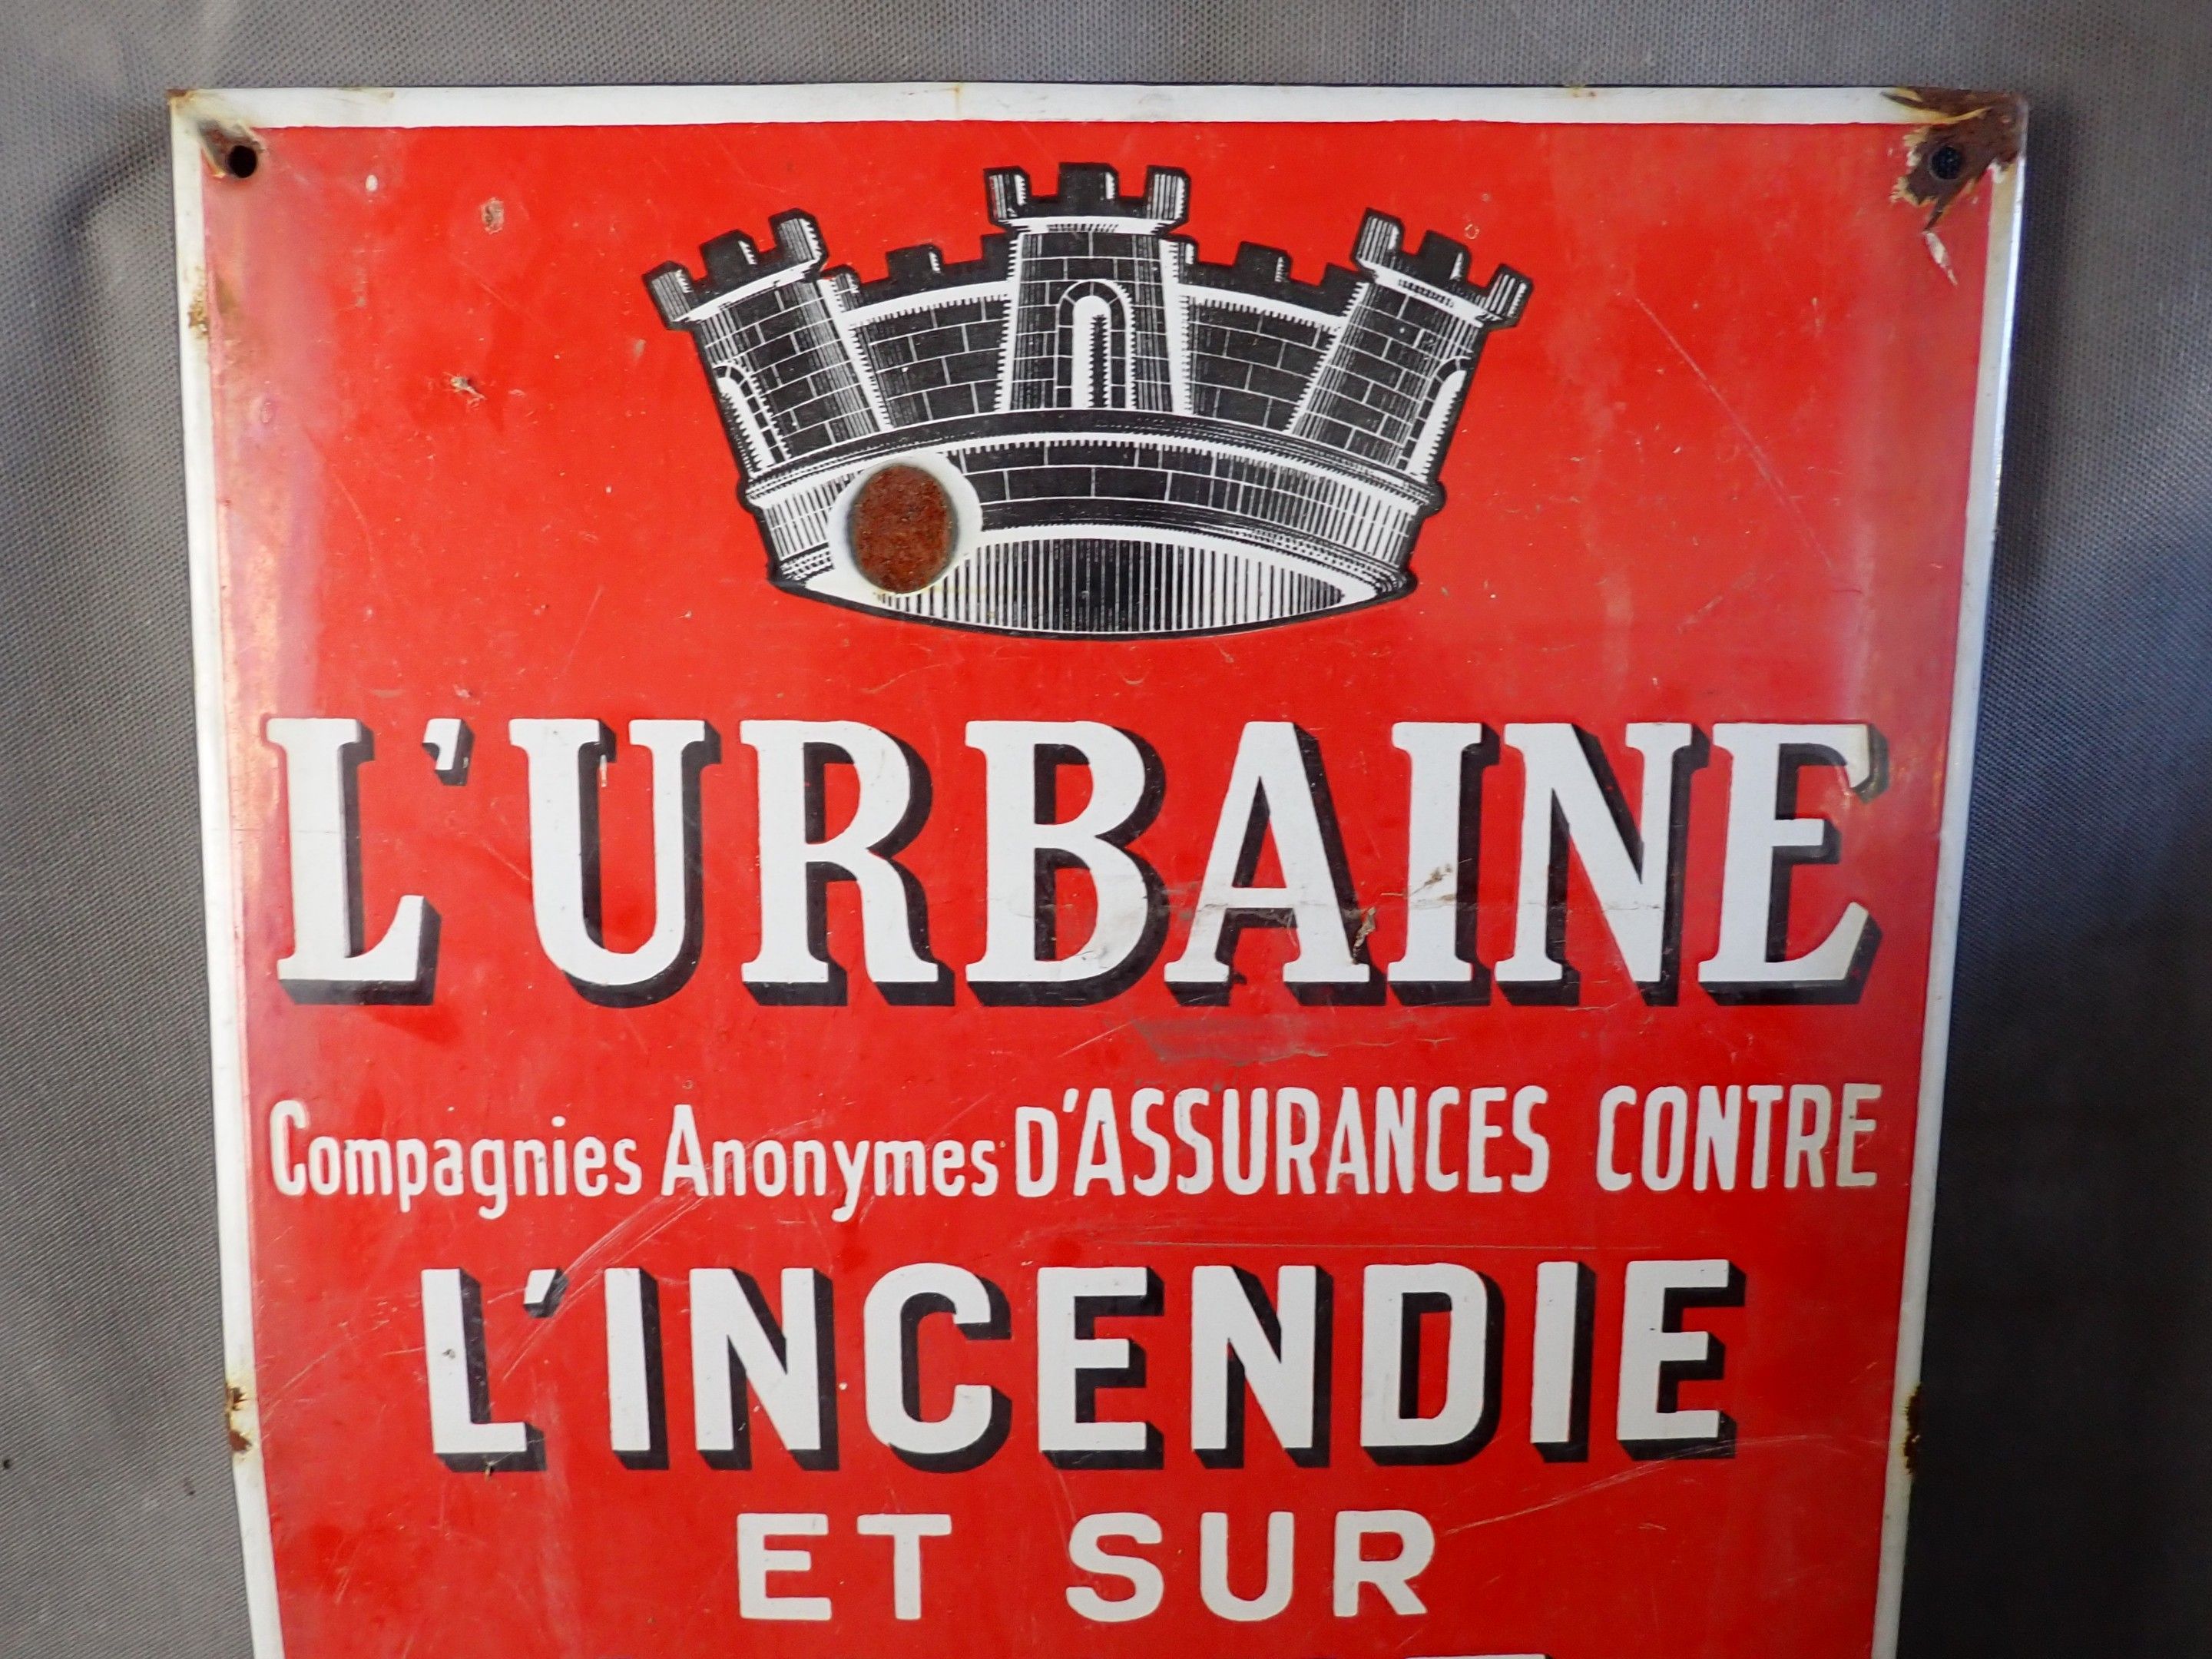 L'URBAINE
Compagnies Anonymes D'ASSURANCES CONTRE
L'INCENDIE
ET SUR